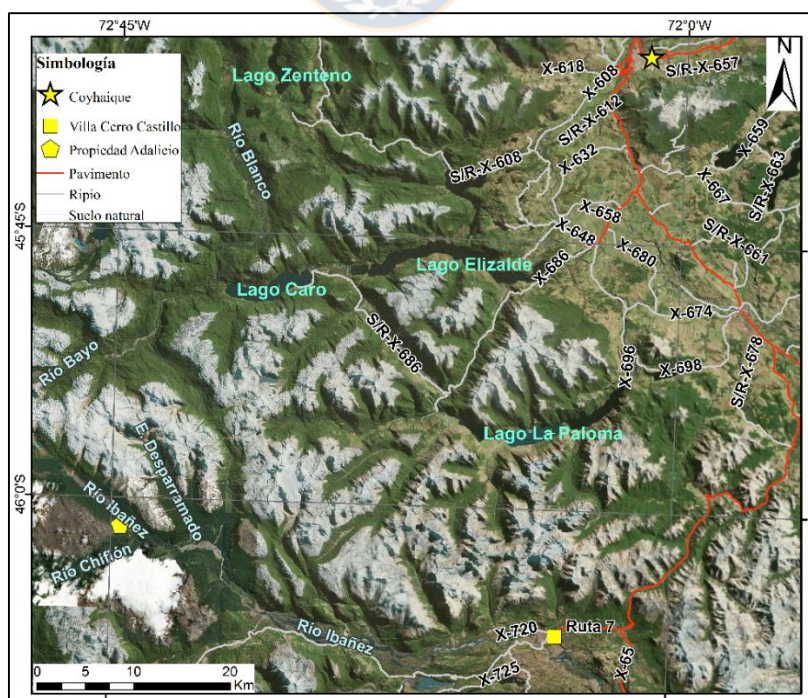 72°45'W
72°0'W
Simbología
Coyhaique
Villa Cerro Castillo
Propiedad Adalicio
Pavimento
Ripio
Suelo natural
N
Lago Zenteno
X-618
X-608
S/R-X-657
S/R-X-612
X-659
Río Blanco
X-632
S/R-X-608
X-663
X-667
45°45'S
X-658
X-648
S/R-X-661
X-680
Lago Elizalde
X-686
Lago Caro
X-674
S/R-X-686
Río Bayo
X-696
X-698
S/R-X-678
Lago La Paloma
E. Desparramado
46°0'S
Río Ibáñez
Río Chiflón
Río Ibáñez
X-720
Ruta 7
X-725
X-65
0 5 10 20
Km